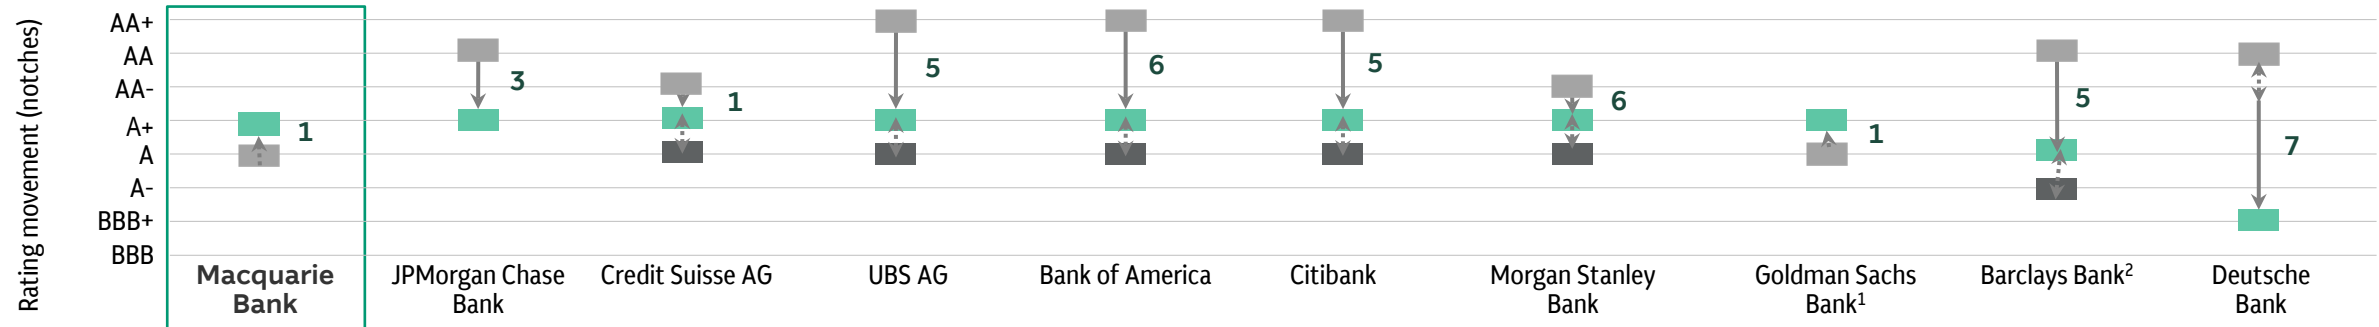 Rating movement (notches)
AA+
AA
AA-
A+
A
A-
BBB+
BBB
1
3
1
5
6
5
6
1
5
7
Macquarie
Bank
JPMorgan Chase
Bank
Credit Suisse AG
UBS AG
Bank of America
Citibank
Morgan Stanley
Bank
Goldman Sachs
Bank¹
Barclays Bank²
Deutsche
Bank